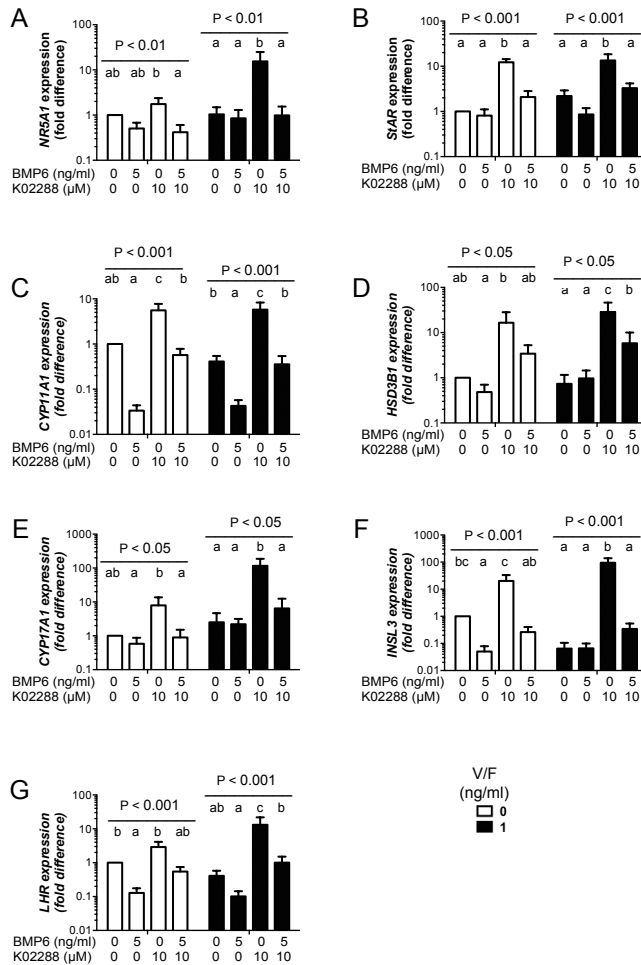 A
NR5A1 expression
(fold difference)
100
10
1
0.1
P < 0.01
ab ab b a
P < 0.01
a a b a
BMP6 (ng/ml) 0 5 0 5 0 5 0 5
K02288 (µM) 0 0 10 10 0 0 10 10
B
StAR expression
(fold difference)
100
10
1
0.1
P < 0.001
a a b a
P < 0.001
a a b a
BMP6 (ng/ml) 0 5 0 5 0 5 0 5
K02288 (µM) 0 0 10 10 0 0 10 10
C
CYP11A1 expression
(fold difference)
10
1
0.1
0.01
P < 0.001
ab a c b
P < 0.001
b a c b
BMP6 (ng/ml) 0 5 0 5 0 5 0 5
K02288 (µM) 0 0 10 10 0 0 10 10
D
HSD3B1 expression
(fold difference)
100
10
1
0.1
P < 0.05
ab a b ab
P < 0.05
a a c b
BMP6 (ng/ml) 0 5 0 5 0 5 0 5
K02288 (µM) 0 0 10 10 0 0 10 10
E
CYP17A1 expression
(fold difference)
1000
100
10
1
0.1
P < 0.05
ab a b a
P < 0.05
a a b a
BMP6 (ng/ml) 0 5 0 5 0 5 0 5
K02288 (µM) 0 0 10 10 0 0 10 10
F
INSL3 expression
(fold difference)
1000
100
10
1
0.1
0.01
P < 0.001
bc a c ab
P < 0.001
a a b a
BMP6 (ng/ml) 0 5 0 5 0 5 0 5
K02288 (µM) 0 0 10 10 0 0 10 10
G
LHR expression
(fold difference)
100
10
1
0.1
0.01
P < 0.001
b a b ab
P < 0.001
ab a c b
BMP6 (ng/ml) 0 5 0 5 0 5 0 5
K02288 (µM) 0 0 10 10 0 0 10 10
V/F
(ng/ml)
0
1